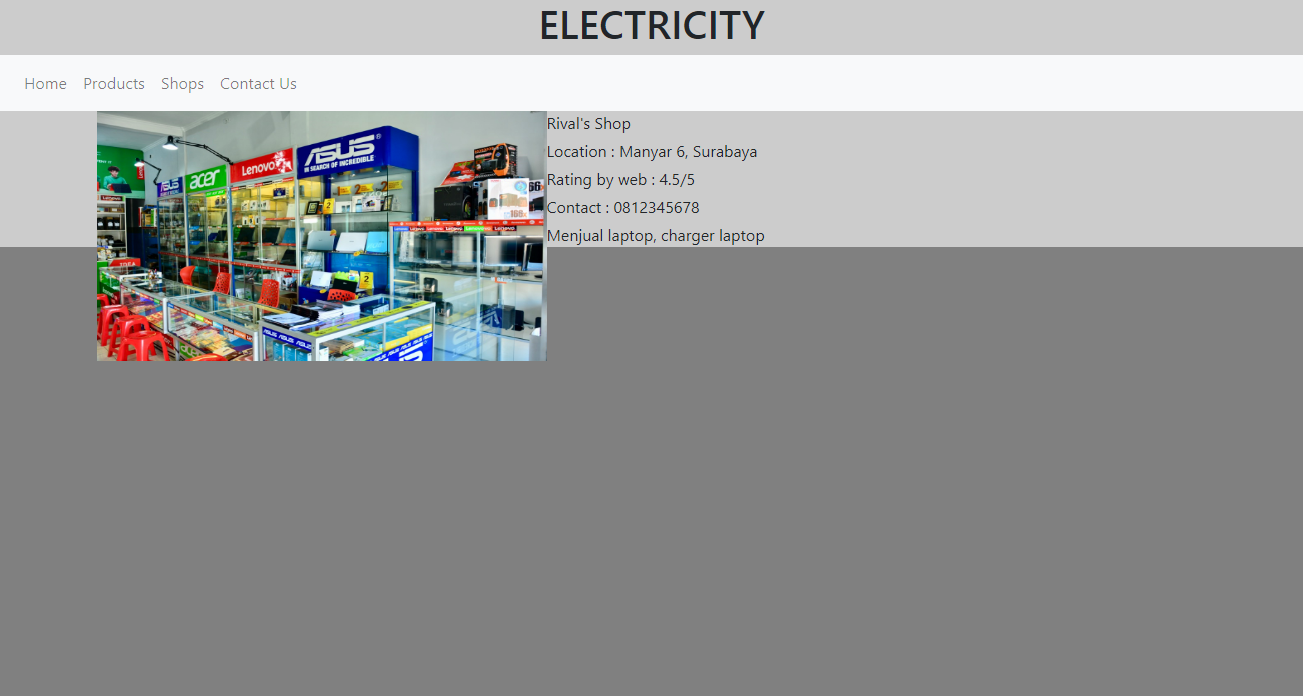 ELECTRICITY
Home Products Shops Contact Us
Rival's Shop
Location : Manyar 6, Surabaya
Rating by web : 4.5/5
Contact : 0812345678
Menjual laptop, charger laptop
ASUS
IN SEARCH OF INCREDIBLE
Lenovo
acer
ASUS